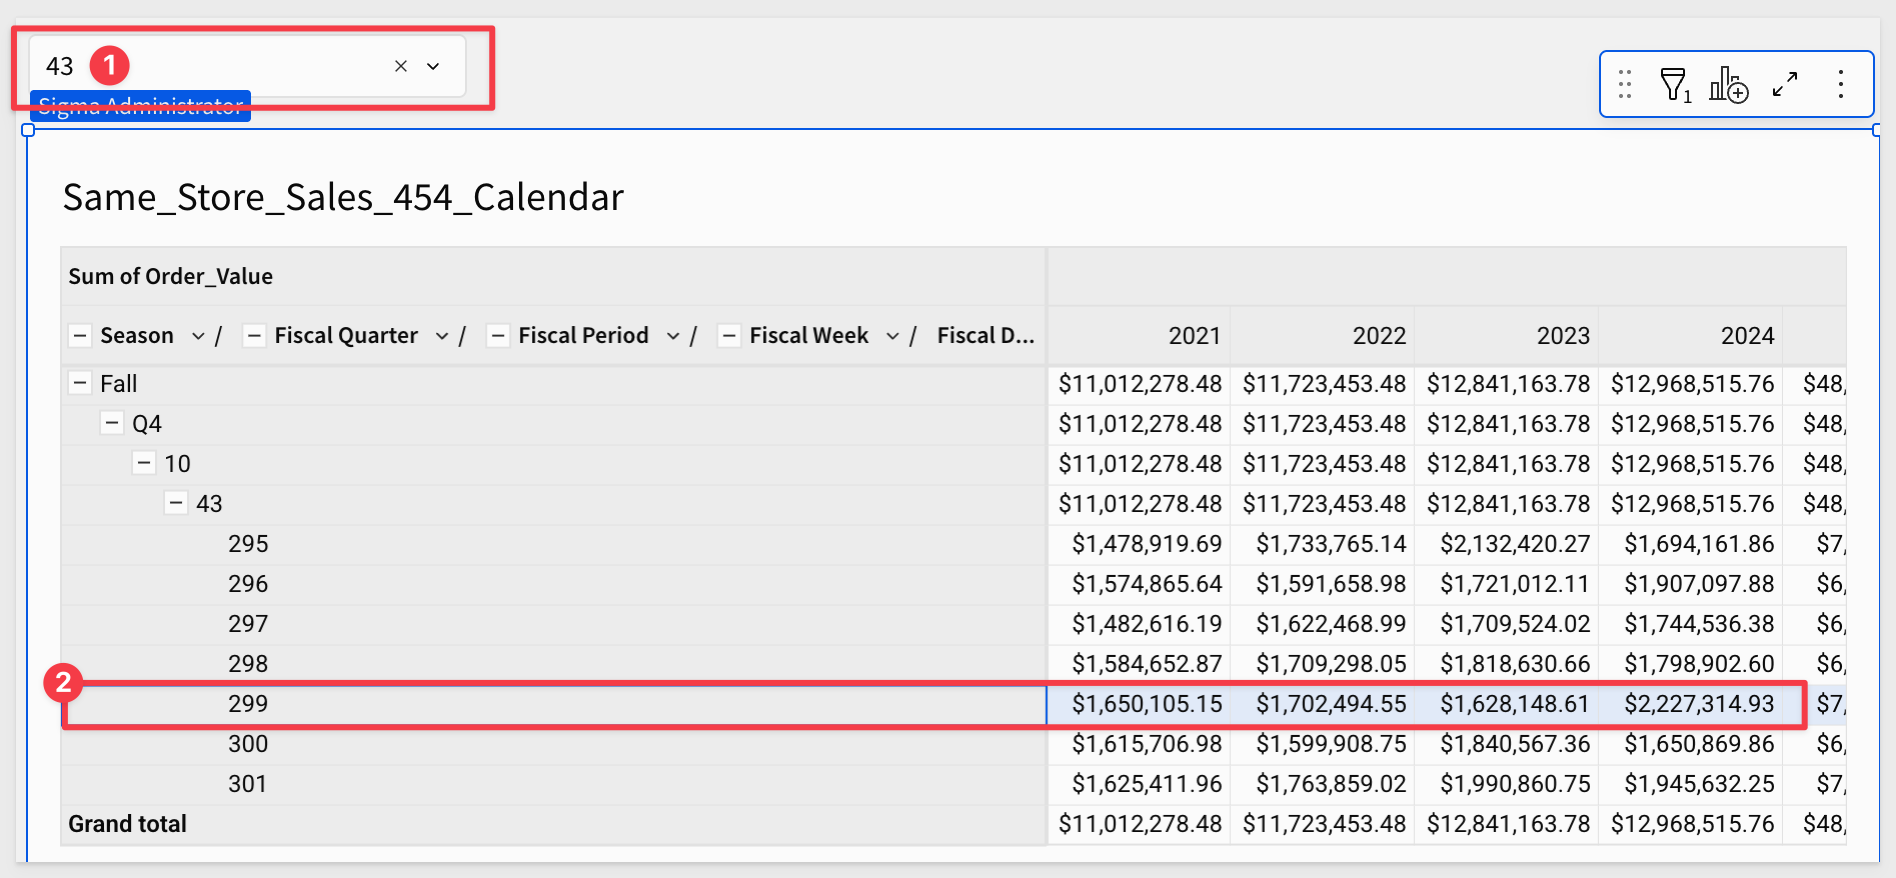 43 1
Sigma Administrator
1
Same_Store_Sales_454_Calendar
Sum of Order_Value
Season / Fiscal Quarter / Fiscal Period / Fiscal Week / Fiscal D... 2021 2022 2023 2024
Fall $11,012,278.48 $11,723,453.48 $12,841,163.78 $12,968,515.76 $48,
Q4 $11,012,278.48 $11,723,453.48 $12,841,163.78 $12,968,515.76 $48,
10 $11,012,278.48 $11,723,453.48 $12,841,163.78 $12,968,515.76 $48,
43 $11,012,278.48 $11,723,453.48 $12,841,163.78 $12,968,515.76 $48,
295 $1,478,919.69 $1,733,765.14 $2,132,420.27 $1,694,161.86 $7,
296 $1,574,865.64 $1,591,658.98 $1,721,012.11 $1,907,097.88 $6,
297 $1,482,616.19 $1,622,468.99 $1,709,524.02 $1,744,536.38 $6,
298 $1,584,652.87 $1,709,298.05 $1,818,630.66 $1,798,902.60 $6,
2
299 $1,650,105.15 $1,702,494.55 $1,628,148.61 $2,227,314.93 $7,
300 $1,615,706.98 $1,599,908.75 $1,840,567.36 $1,650,869.86 $6,
301 $1,625,411.96 $1,763,859.02 $1,990,860.75 $1,945,632.25 $7,
Grand total $11,012,278.48 $11,723,453.48 $12,841,163.78 $12,968,515.76 $48,